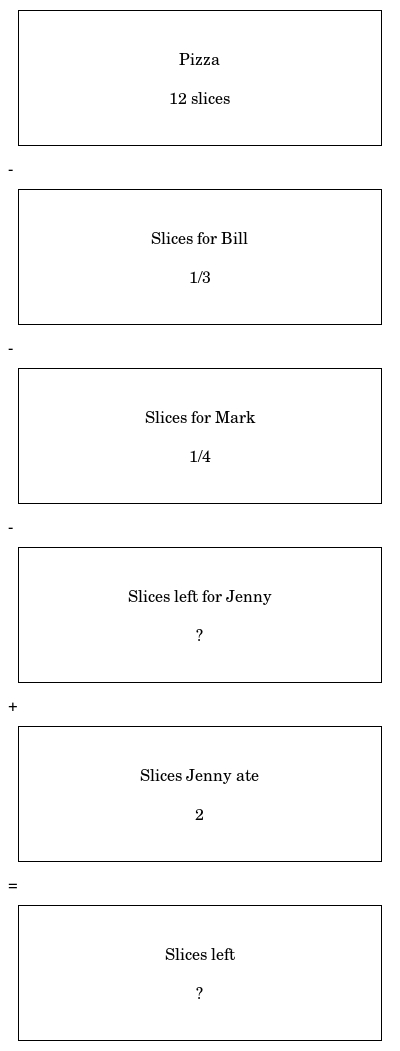 Pizza
12 slices
-
Slices for Bill
1/3
-
Slices for Mark
1/4
-
Slices left for Jenny
?
+
Slices Jenny ate
2
=
Slices left
?